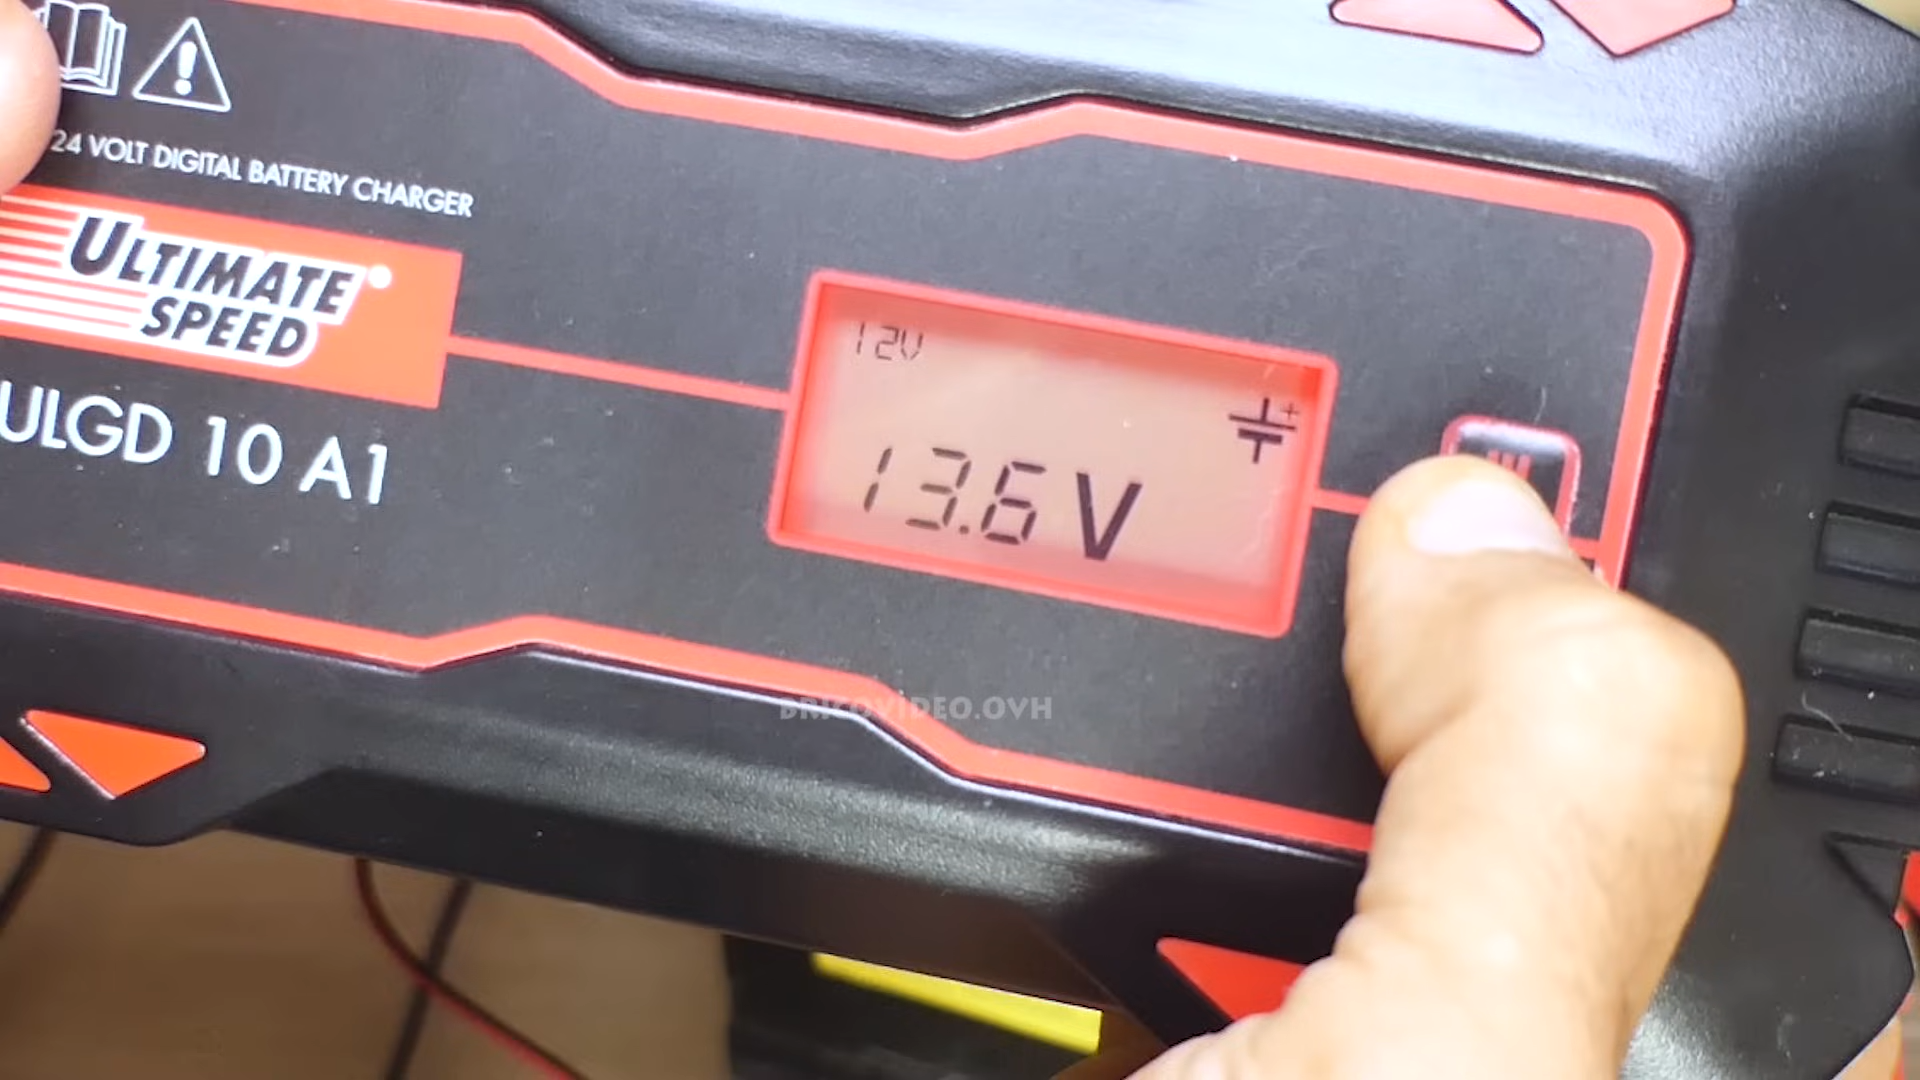 24 VOLT DIGITAL BATTERY CHARGER
ULTIMATE
SPEED
ULGD 10 A1
12V
13.6 V
BRICOVIDEO.OVH